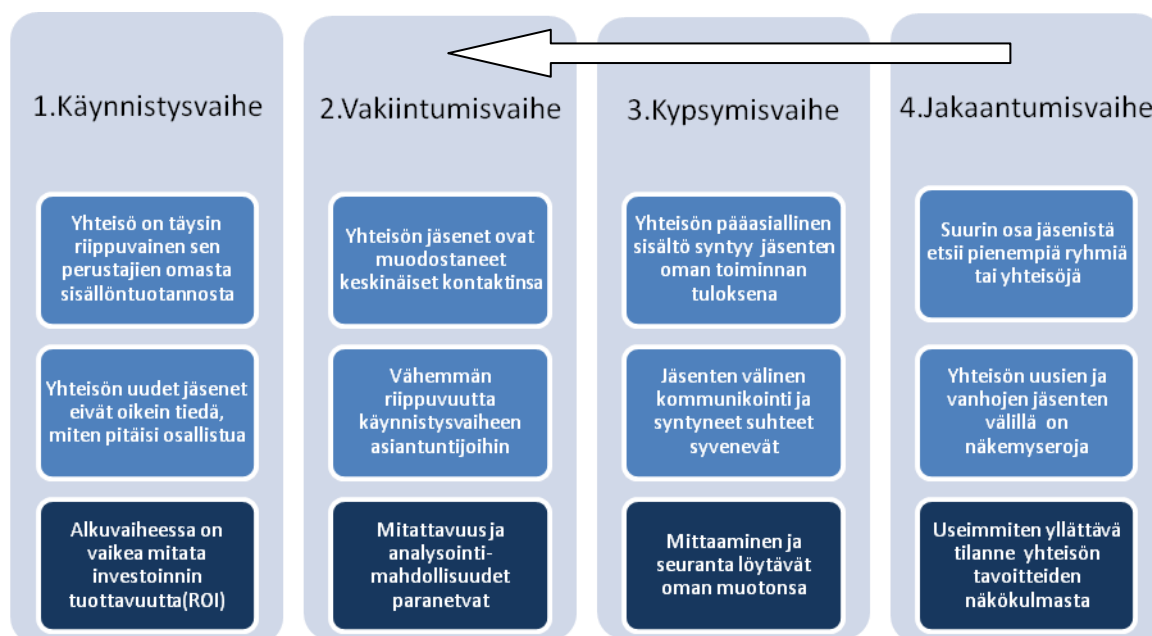 1.Käynnistysvaihe
Yhteisö on täysin
riippuvainen sen
perustajien omasta
sisällöntuotannosta
Yhteisön uudet jäsenet
eivät oikein tiedä,
miten pitäisi osallistua
Alkuvaiheessa on
vaikea mitata
investoinnin
tuottavuutta(ROI)
2.Vakiintumisvaihe
Yhteisön jäsenet ovat
muodostaneet
keskinäiset kontaktinsa
Vähemmän
riippuvuutta
käynnistysvaiheen
asiantuntijoihin
Mitattavuus ja
analysointi-
mahdollisuudet
paranetvat
3.Kypsymisvaihe
Yhteisön pääasiallinen
sisältö syntyy jäsenten
oman toiminnan
tuloksena
Jäsenten välinen
kommunikointi ja
syntyneet suhteet
syvenevät
Mittaaminen ja
seuranta löytävät
oman muotonsa
4.Jakaantumisvaihe
Suurin osa jäsenistä
etsii pienempiä ryhmiä
tai yhteisöjä
Yhteisön uusien ja
vanhojen jäsenten
välillä on
näkemyseroja
Useimmiten yllättävä
tilanne yhteisön
tavoitteiden
näkökulmasta